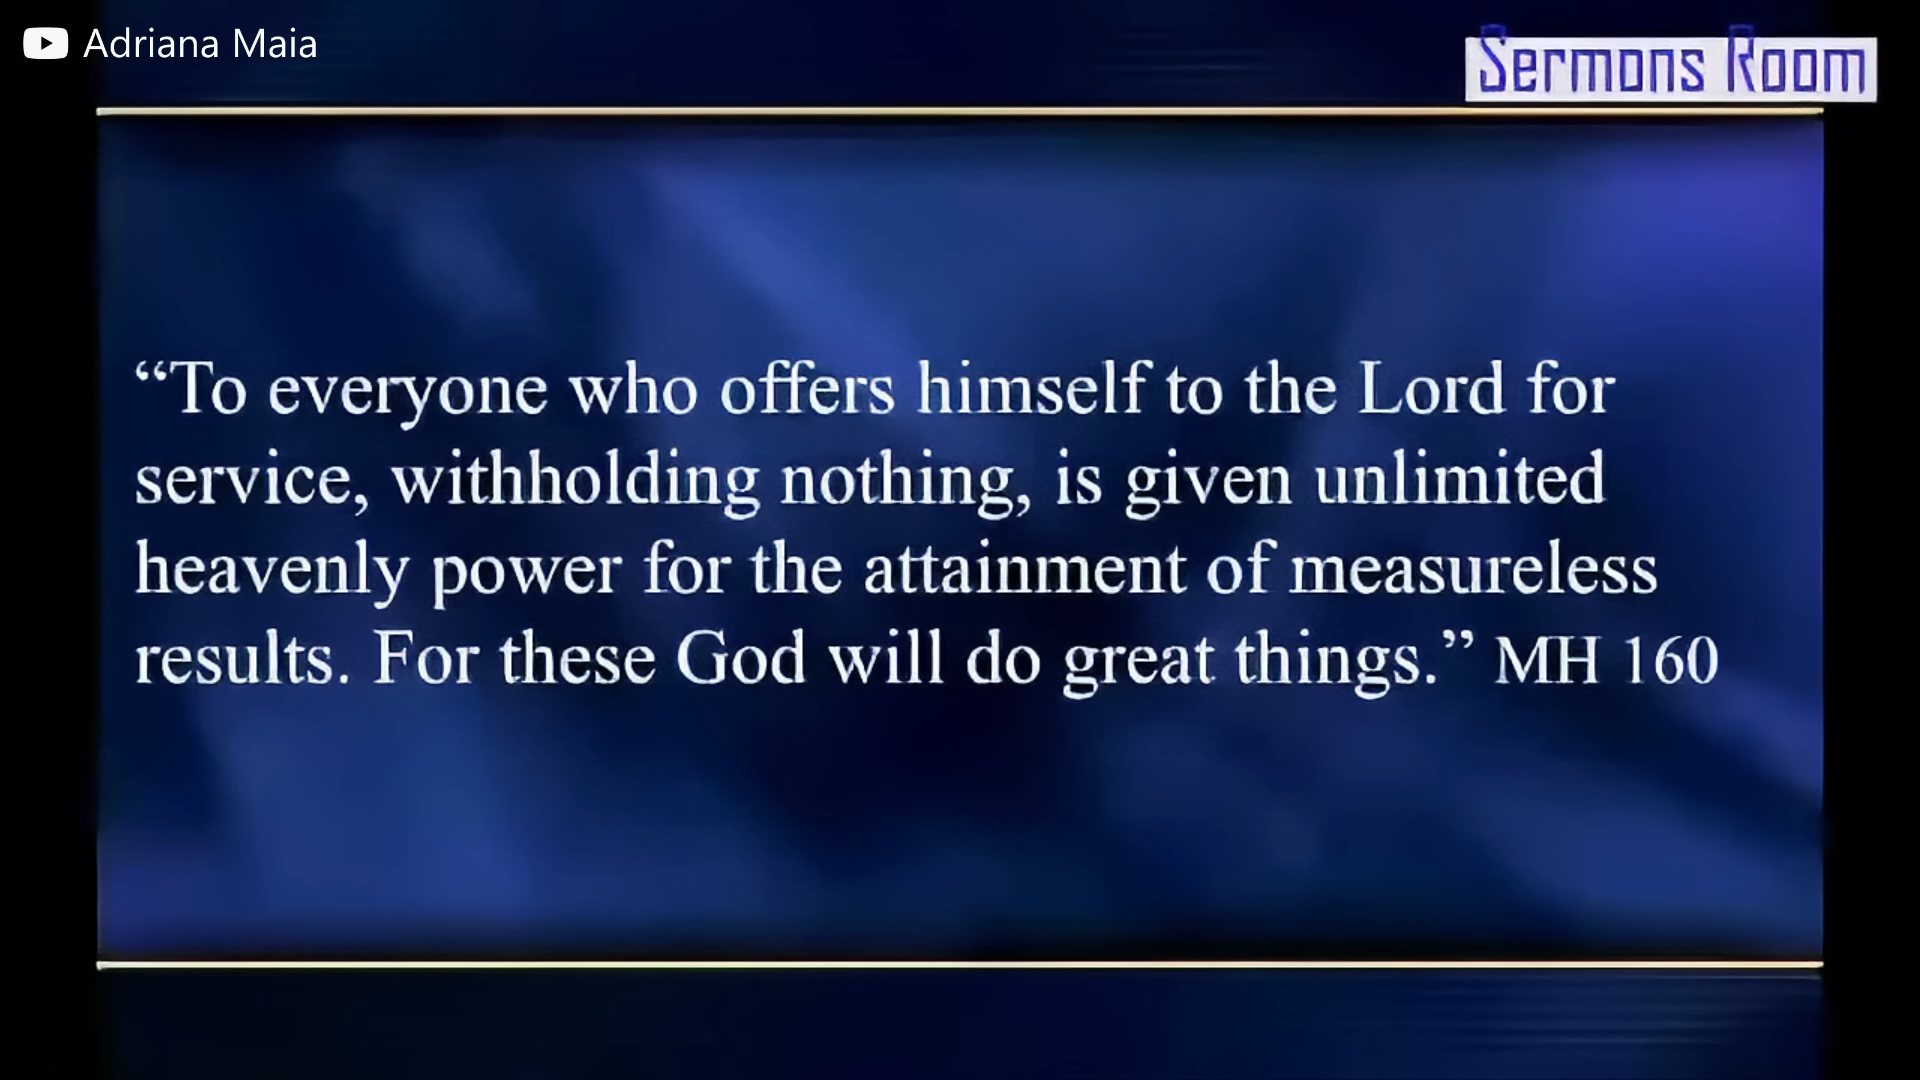 Adriana Maia
Sermons Room
“To everyone who offers himself to the Lord for
service, withholding nothing, is given unlimited
heavenly power for the attainment of measureless
results. For these God will do great things.” MH 160